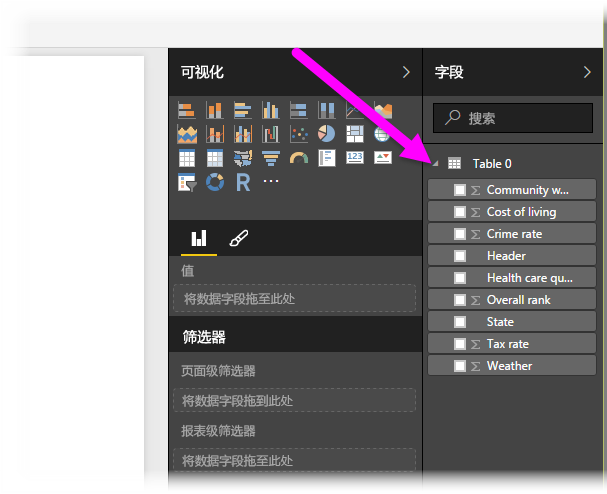 可视化
字段
搜索
Table 0
Community w...
Cost of living
Crime rate
Header
Health care qu...
Overall rank
State
Tax rate
Weather
123
R
值
将数据字段拖至此处
筛选器
页面级筛选器
将数据字段拖到此处
报表级筛选器
将数据字段拖至此处